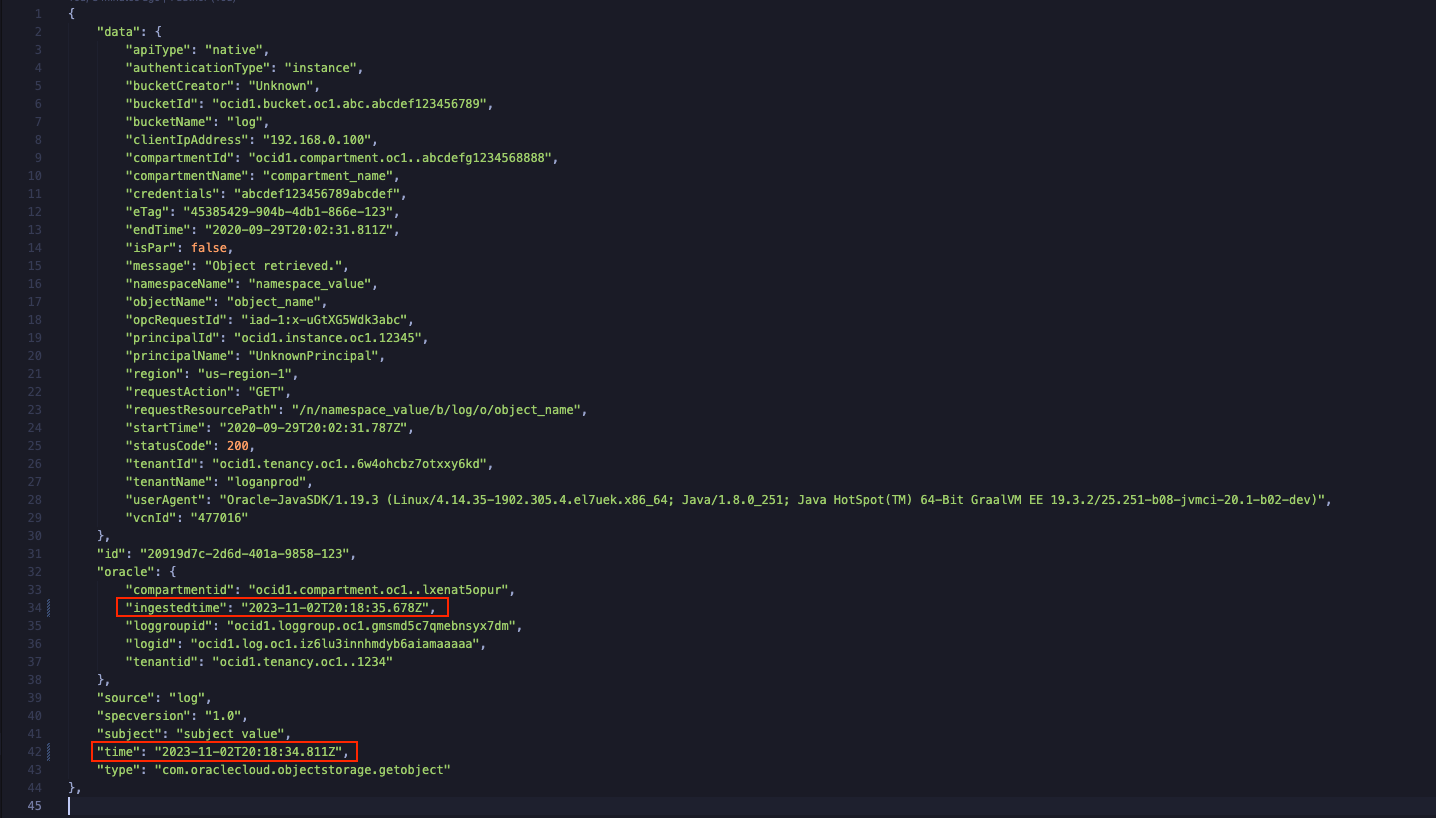 1 {
2 "data": {
3 "apiType": "native",
4 "authenticationType": "instance",
5 "bucketCreator": "Unknown",
6 "bucketId": "ocid1.bucket.oc1.abc.abcdef123456789",
7 "bucketName": "log",
8 "clientIpAddress": "192.168.0.100",
9 "compartmentId": "ocid1.compartment.oc1..abcdefg1234568888",
10 "compartmentName": "compartment_name",
11 "credentials": "abcdef123456789abcdef",
12 "eTag": "45385429-904b-4db1-866e-123",
13 "endTime": "2020-09-29T20:02:31.811Z",
14 "isPar": false,
15 "message": "Object retrieved.",
16 "namespaceName": "namespace_value",
17 "objectName": "object_name",
18 "opcRequestId": "iad-1:x-uGtXG5Wdk3abc",
19 "principalId": "ocid1.instance.oc1.12345",
20 "principalName": "UnknownPrincipal",
21 "region": "us-region-1",
22 "requestAction": "GET",
23 "requestResourcePath": "/n/namespace_value/b/log/o/object_name",
24 "startTime": "2020-09-29T20:02:31.787Z",
25 "statusCode": 200,
26 "tenantId": "ocid1.tenancy.oc1..6w4ohcbz7otxxy6kd",
27 "tenantName": "loganprod",
28 "userAgent": "Oracle-JavaSDK/1.19.3 (Linux/4.14.35-1902.305.4.el7uek.x86_64; Java/1.8.0_251; Java HotSpot(TM) 64-Bit GraalVM EE 19.3.2/25.251-b08-jvmci-20.1-b02-dev)",
29 "vcnId": "477016"
30 },
31 "id": "20919d7c-2d6d-401a-9858-123",
32 "oracle": {
33 "compartmentid": "ocid1.compartment.oc1..lxenat5opur",
34 "ingestedtime": "2023-11-02T20:18:35.678Z",
35 "loggroupid": "ocid1.loggroup.oc1.gmsmd5c7qmebnsyx7dm",
36 "logid": "ocid1.log.oc1.iz6lu3innhmdyb6aiamaaaaa",
37 "tenantid": "ocid1.tenancy.oc1..1234"
38 },
39 "source": "log",
40 "specversion": "1.0",
41 "subject": "subject value",
42 "time": "2023-11-02T20:18:34.811Z",
43 "type": "com.oraclecloud.objectstorage.getobject"
44 },
45